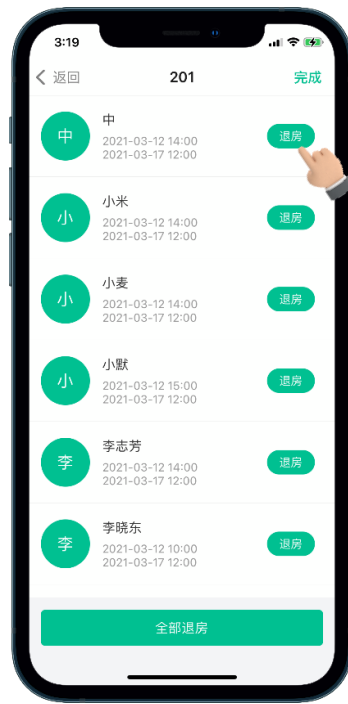 3:19
返回
201
完成
中
中
2021-03-12 14:00
2021-03-17 12:00
退房
小
小米
2021-03-12 14:00
2021-03-17 12:00
退房
小
小麦
2021-03-12 14:00
2021-03-17 12:00
退房
小
小默
2021-03-12 15:00
2021-03-17 12:00
退房
李
李志芳
2021-03-12 14:00
2021-03-17 12:00
退房
李
李晓东
2021-03-12 10:00
2021-03-17 12:00
退房
全部退房